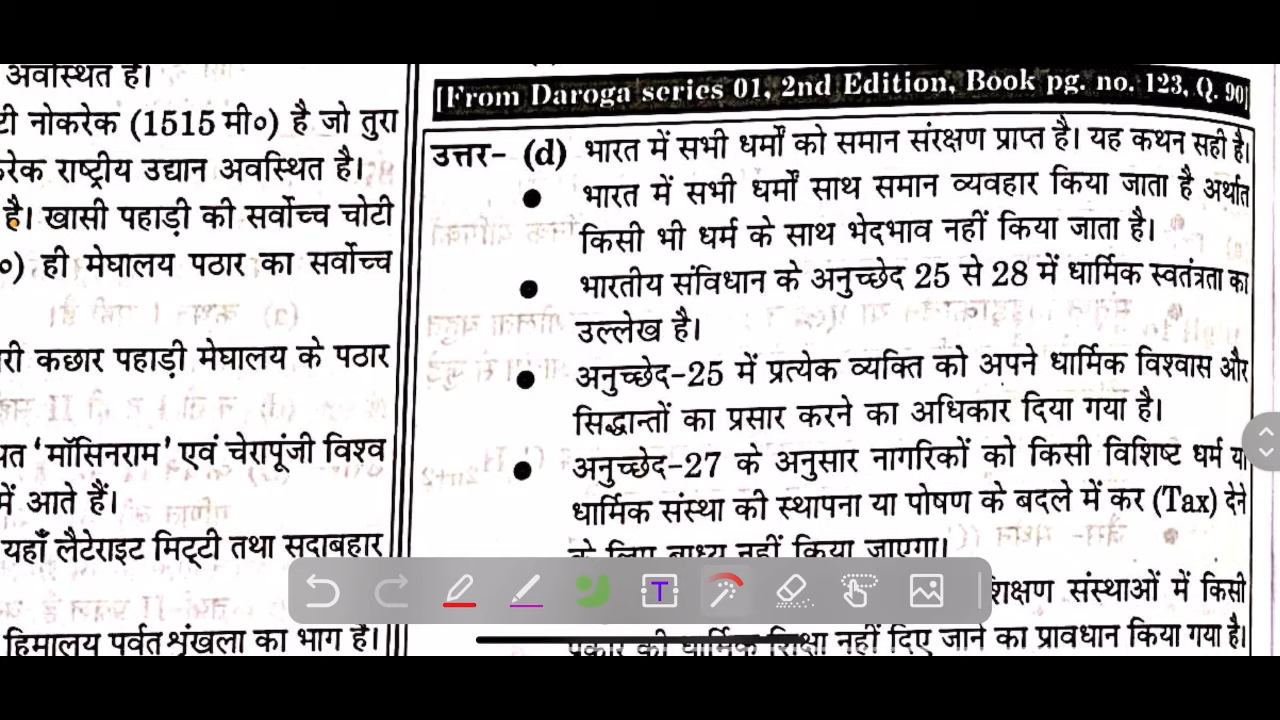 अवस्थित है।
टी नोकरेक (1515 मी०) है जो तुरा
रेक राष्ट्रीय उद्यान अवस्थित है।
है। खासी पहाड़ी की सर्वोच्च चोटी
०) ही मेघालय पठार का सर्वोच्च
री कछार पहाड़ी मेघालय के पठार
'मॉसिनराम' एवं चेरापूंजी विश्व
में आते हैं।
यहाँ लैटेराइट मिट्टी तथा सदाबहार
हिमालय पर्वत शृंखला का भाग है।
[From Daroga series 01, 2nd Edition, Book pg. no. 123, Q. 90]
उत्तर- (d) भारत में सभी धर्मों को समान संरक्षण प्राप्त है। यह कथन सही है।
● भारत में सभी धर्मों साथ समान व्यवहार किया जाता है अर्थात
किसी भी धर्म के साथ भेदभाव नहीं किया जाता है।
● भारतीय संविधान के अनुच्छेद 25 से 28 में धार्मिक स्वतंत्रता का
उल्लेख है।
● अनुच्छेद-25 में प्रत्येक व्यक्ति को अपने धार्मिक विश्वास और
सिद्धान्तों का प्रसार करने का अधिकार दिया गया है।
● अनुच्छेद-27 के अनुसार नागरिकों को किसी विशिष्ट धर्म या
धार्मिक संस्था की स्थापना या पोषण के बदले में कर (Tax) देने
के लिए बाध्य नहीं किया जाएगा।
शिक्षण संस्थाओं में किसी
प्रकार की धार्मिक शिक्षा नहीं दिए जाने का प्रावधान किया गया है।
T